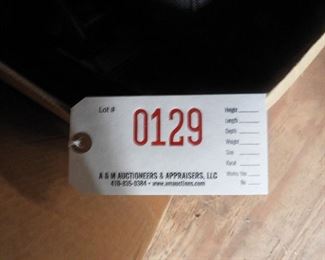 Lot #
0129
Height
Length
Depth
Weight
Size
Karat
A & M AUCTIONEERS & APPRAISERS, LLC